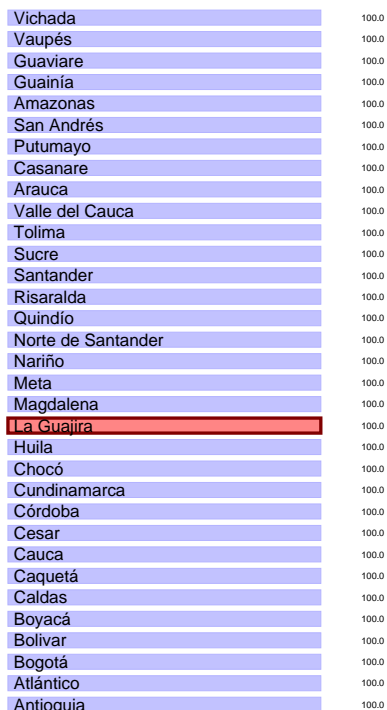 Vichada 100.0
Vaupés 100.0
Guaviare 100.0
Guainía 100.0
Amazonas 100.0
San Andrés 100.0
Putumayo 100.0
Casanare 100.0
Arauca 100.0
Valle del Cauca 100.0
Tolima 100.0
Sucre 100.0
Santander 100.0
Risaralda 100.0
Quindío 100.0
Norte de Santander 100.0
Nariño 100.0
Meta 100.0
Magdalena 100.0
La Guajira 100.0
Huila 100.0
Chocó 100.0
Cundinamarca 100.0
Córdoba 100.0
Cesar 100.0
Cauca 100.0
Caquetá 100.0
Caldas 100.0
Boyacá 100.0
Bolivar 100.0
Bogotá 100.0
Atlántico 100.0
Antioquia 100.0